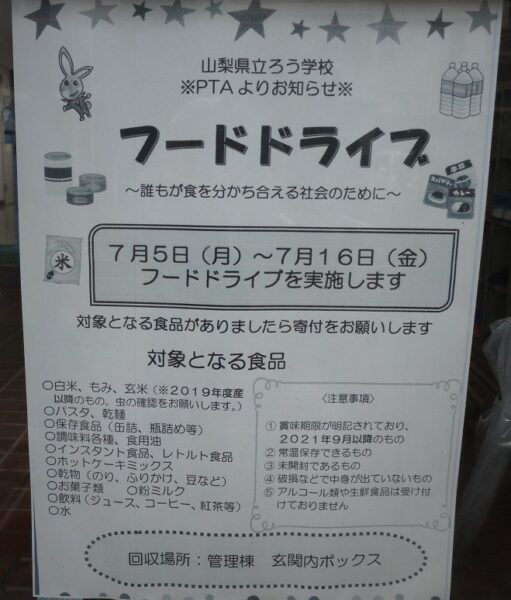 山梨県立ろう学校
※PTAよりお知らせ※
フードドライブ
～誰もが食を分かち合える社会のために～
米
7月5日（月）～7月16日（金）
フードドライブを実施します
対象となる食品がありましたら寄付をお願いします
対象となる食品
○白米、もみ、玄米（※2019年度産
以降のもの。虫の確認をお願いします。）
○パスタ、乾麺
○保存食品（缶詰、瓶詰め等）
○調味料各種、食用油
○インスタント食品、レトルト食品
○ホットケーキミックス
○乾物（のり、ふりかけ、豆など）
○お菓子類　○粉ミルク
○飲料（ジュース、コーヒー、紅茶等）
○水
〈注意事項〉
① 賞味期限が明記されており、
2021年9月以降のもの
② 常温保存できるもの
③ 未開封であるもの
④ 破損などで中身が出ていないもの
⑤ アルコール類や生鮮食品は受け付
けておりません
回収場所：管理棟　玄関内ボックス